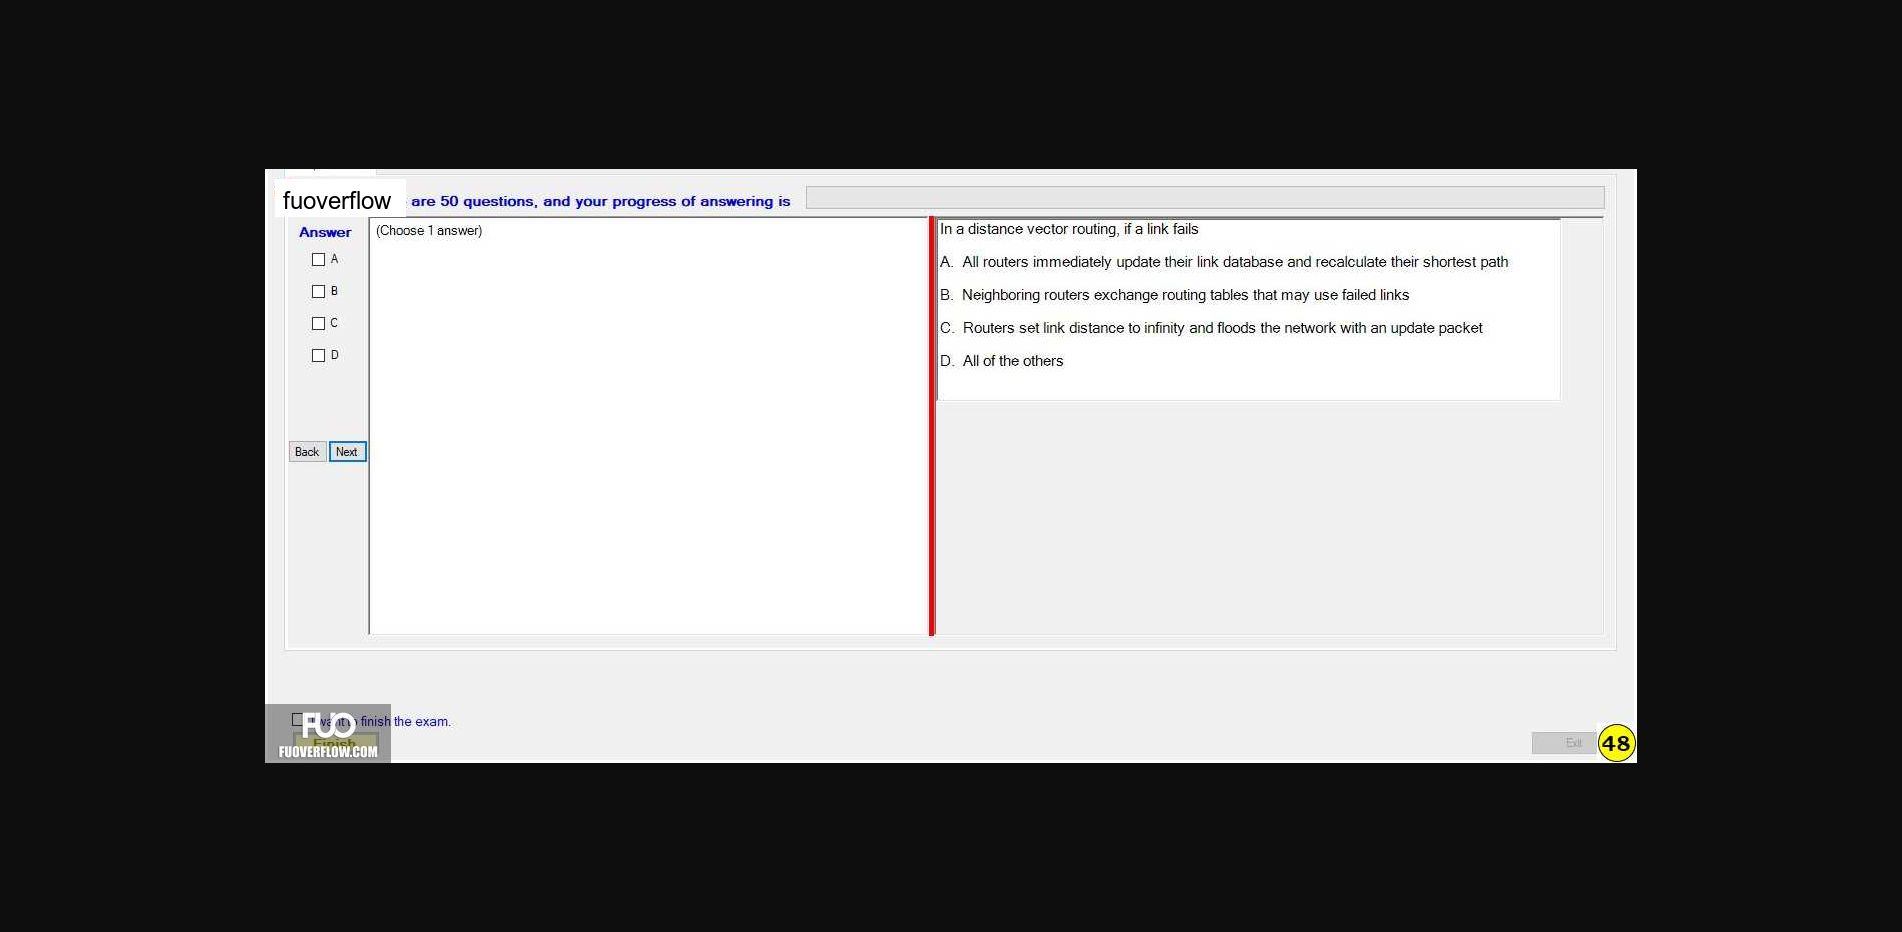 fuoverflow are 50 questions, and your progress of answering is
Answer
A
B
C
D
Back Next
(Choose 1 answer)
In a distance vector routing, if a link fails
A. All routers immediately update their link database and recalculate their shortest path
B. Neighboring routers exchange routing tables that may use failed links
C. Routers set link distance to infinity and floods the network with an update packet
D. All of the others
I want to finish the exam.
Finish
FUO
FUOVERFLOW.COM
Exit
48